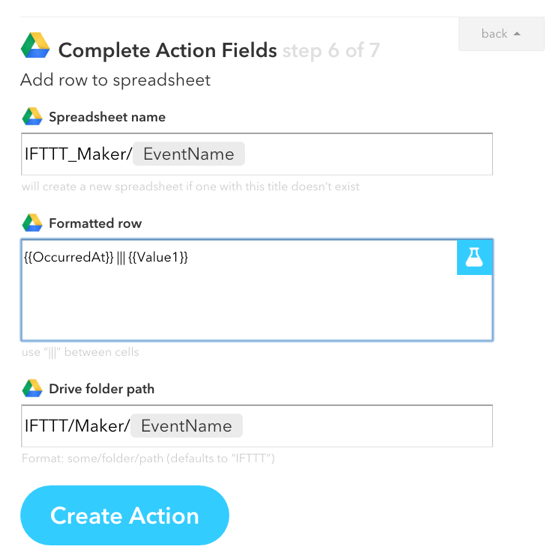 back
Complete Action Fields step 6 of 7
Add row to spreadsheet
Spreadsheet name
IFTTT_Maker/ EventName
will create a new spreadsheet if one with this title doesn't exist
Formatted row
{{OccurredAt}} ||| {{Value1}}
use "|||" between cells
Drive folder path
IFTTT/Maker/ EventName
Format: some/folder/path (defaults to "IFTTT")
Create Action